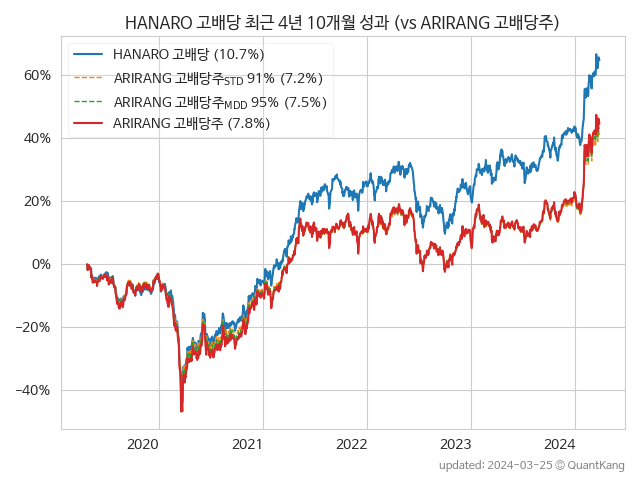 HANARO 고배당 최근 4년 10개월 성과 (vs ARIRANG 고배당주)
HANARO 고배당 (10.7%)
ARIRANG 고배당주STD 91% (7.2%)
ARIRANG 고배당주MDD 95% (7.5%)
ARIRANG 고배당주 (7.8%)
60%
40%
20%
0%
−20%
−40%
2020 2021 2022 2023 2024
updated: 2024-03-25 © QuantKang